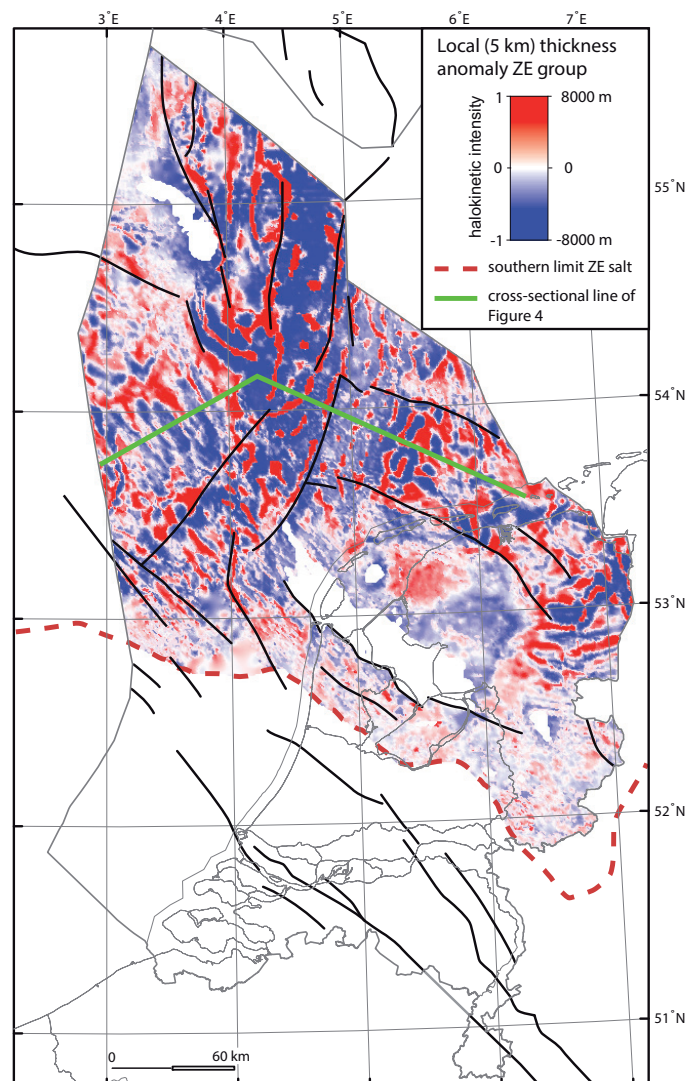 3°E 4°E 5°E 6°E 7°E
Local (5 km) thickness
anomaly ZE group
halokinetic intensity
1 8000 m
0 0
-1 -8000 m
southern limit ZE salt
cross-sectional line of
Figure 4
55°N
54°N
53°N
52°N
51°N
0 60 km